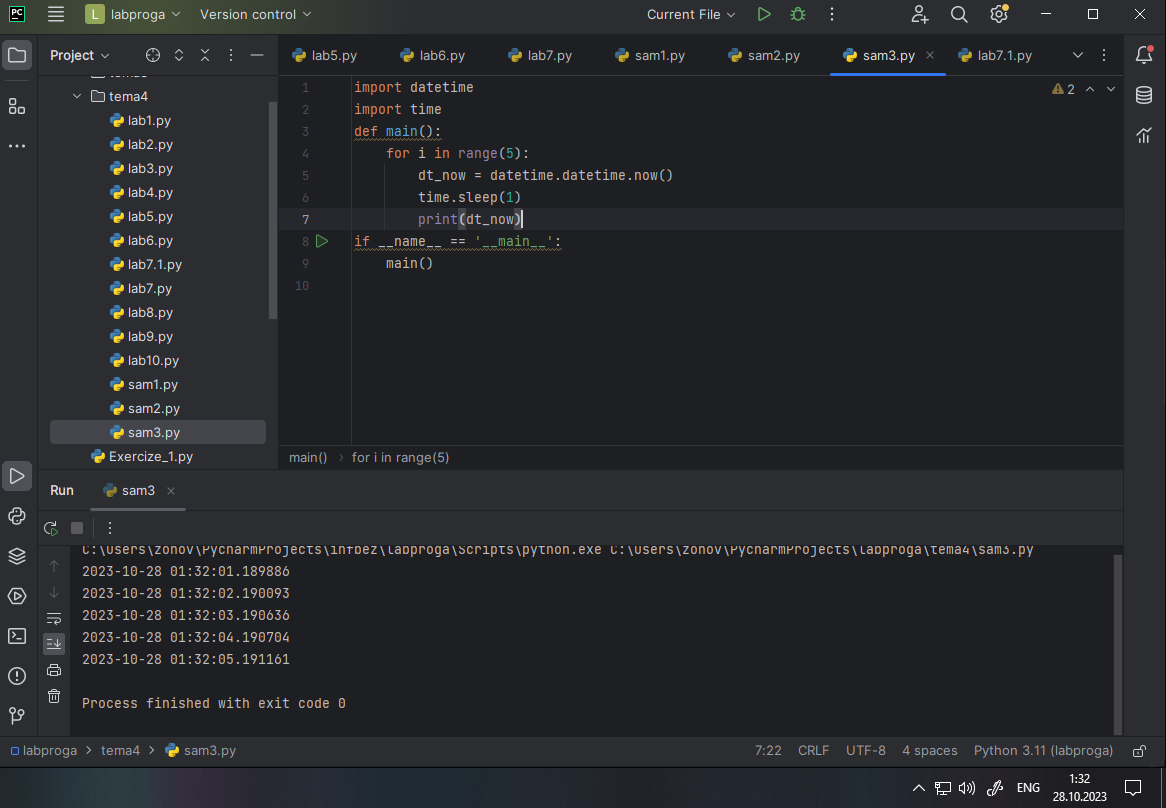 PC L labproga Version control Current File
Project
lab5.py lab6.py lab7.py sam1.py sam2.py sam3.py lab7.1.py
tema4
lab1.py
lab2.py
lab3.py
lab4.py
lab5.py
lab6.py
lab7.1.py
lab7.py
lab8.py
lab9.py
lab10.py
sam1.py
sam2.py
sam3.py
Exercize_1.py
2
1 import datetime
2 import time
3 def main():
4 for i in range(5):
5 dt_now = datetime.datetime.now()
6 time.sleep(1)
7 print(dt_now)
8 if __name__ == '__main__':
9 main()
10
main() › for i in range(5)
Run sam3
C:\Users\zonov\PycharmProjects\infbez\labproga\Scripts\python.exe C:\Users\zonov\PycharmProjects\labproga\tema4\sam3.py
2023-10-28 01:32:01.189886
2023-10-28 01:32:02.190093
2023-10-28 01:32:03.190636
2023-10-28 01:32:04.190704
2023-10-28 01:32:05.191161
Process finished with exit code 0
labproga > tema4 > sam3.py 7:22 CRLF UTF-8 4 spaces Python 3.11 (labproga)
ENG 1:32
28.10.2023